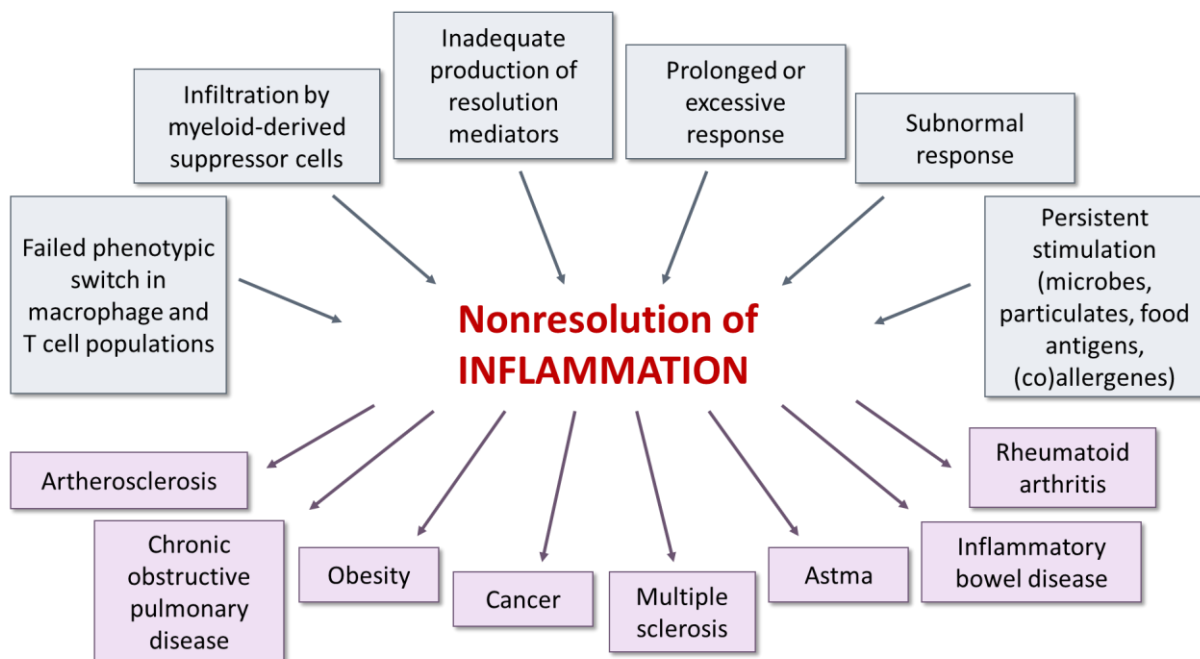 Inadequate
production of
resolution
mediators
Prolonged or
excessive
response
Infiltration by
myeloid-derived
suppressor cells
Subnormal
response
Failed phenotypic
switch in
macrophage and
T cell populations
Persistent
stimulation
(microbes,
particulates, food
antigens,
(co)allergenes)
Nonresolution of
INFLAMMATION
Artherosclerosis
Chronic
obstructive
pulmonary
disease
Obesity
Cancer
Multiple
sclerosis
Astma
Inflammatory
bowel disease
Rheumatoid
arthritis